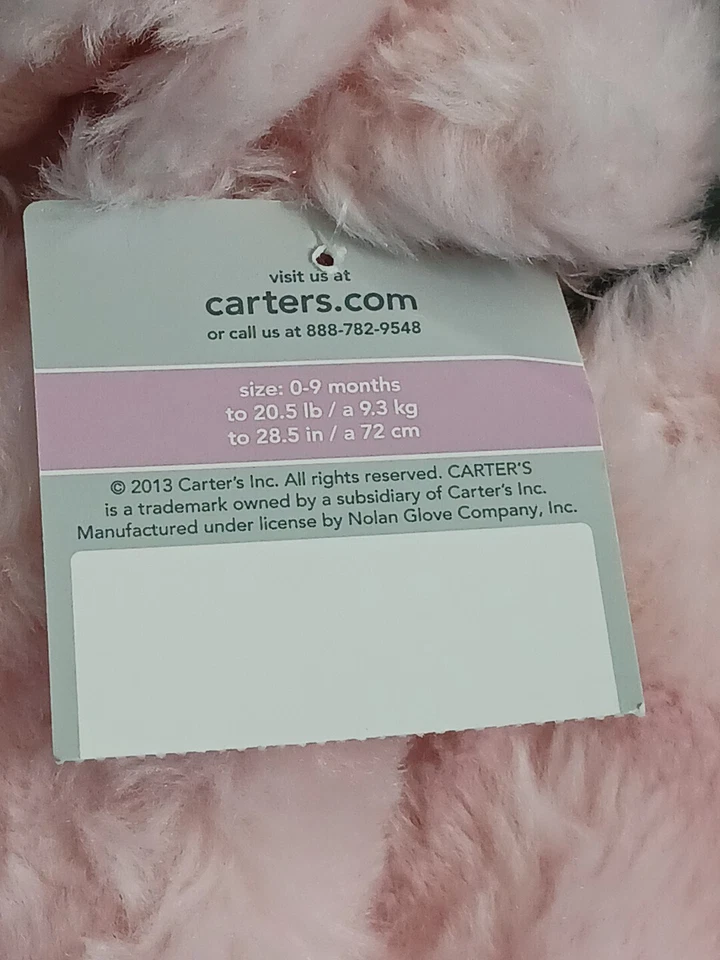 visit us at
carters.com
or call us at 888-782-9548
size: 0-9 months
to 20.5 lb / a 9.3 kg
to 28.5 in / a 72 cm
© 2013 Carter's Inc. All rights reserved. CARTER'S
is a trademark owned by a subsidiary of Carter's Inc.
Manufactured under license by Nolan Glove Company, Inc.